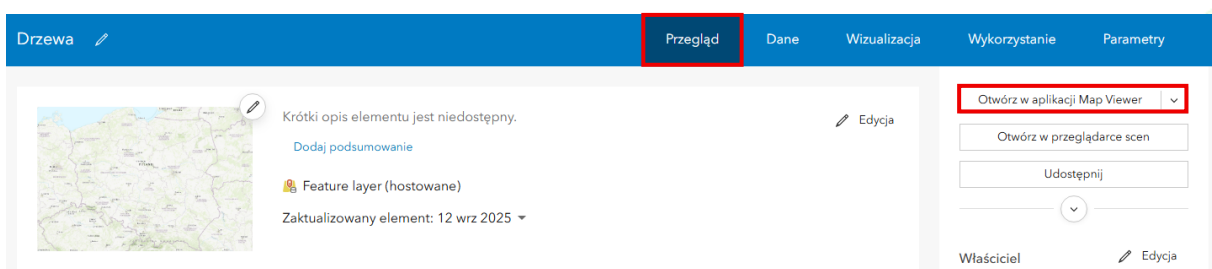 Drzewa
Przegląd
Dane
Wizualizacja
Wykorzystanie
Parametry
Krótki opis elementu jest niedostępny.
Edycja
Dodaj podsumowanie
Feature layer (hostowane)
Zaktualizowany element: 12 wrz 2025
Otwórz w aplikacji Map Viewer
Otwórz w przeglądarce scen
Udostępnij
Właściciel
Edycja